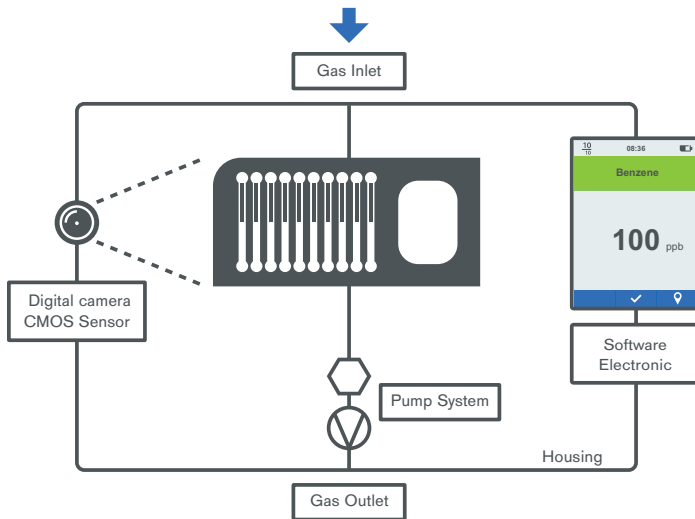 Gas Inlet
10
10
08:36
Benzene
100 ppb
Digital camera
CMOS Sensor
Software
Electronic
Pump System
Housing
Gas Outlet